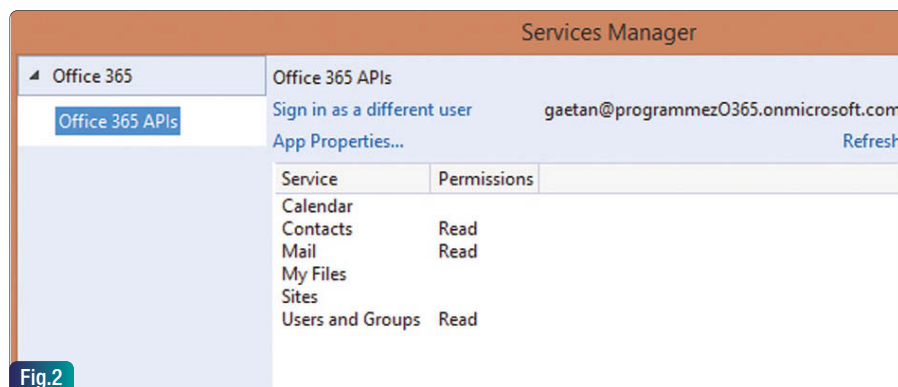 Services Manager
Office 365
Office 365 APIs
Office 365 APIs
Sign in as a different user gaetan@programmezO365.onmicrosoft.com
App Properties... Refresh
Service Permissions
Calendar
Contacts Read
Mail Read
My Files
Sites
Users and Groups Read
Fig.2